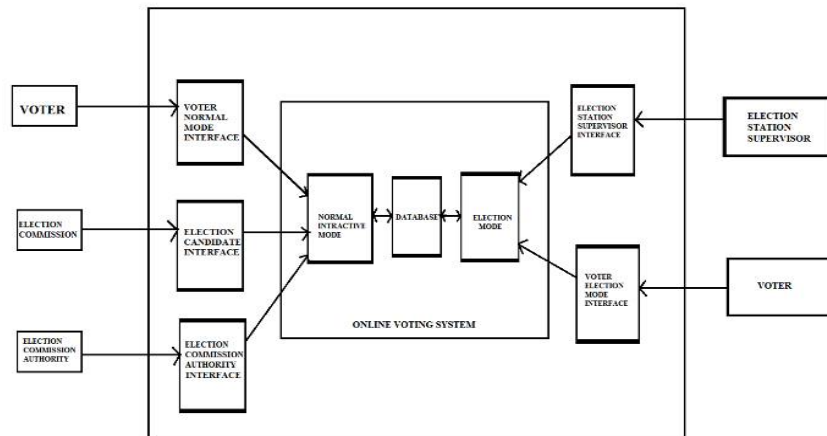 VOTER
ELECTION
COMMISSION
ELECTION
COMMISSION
AUTHORITY
VOTER
NORMAL
MODE
INTERFACE
ELECTION
CANDIDATE
INTERFACE
ELECTION
COMMISSION
AUTHORITY
INTERFACE
NORMAL
INTRACTIVE
MODE
DATABASE
ELECTION
MODE
ONLINE VOTING SYSTEM
ELECTION
STATION
SUPERVISOR
INTERFACE
VOTER
ELECTION
MODE
INTERFACE
ELECTION
STATION
SUPERVISOR
VOTER